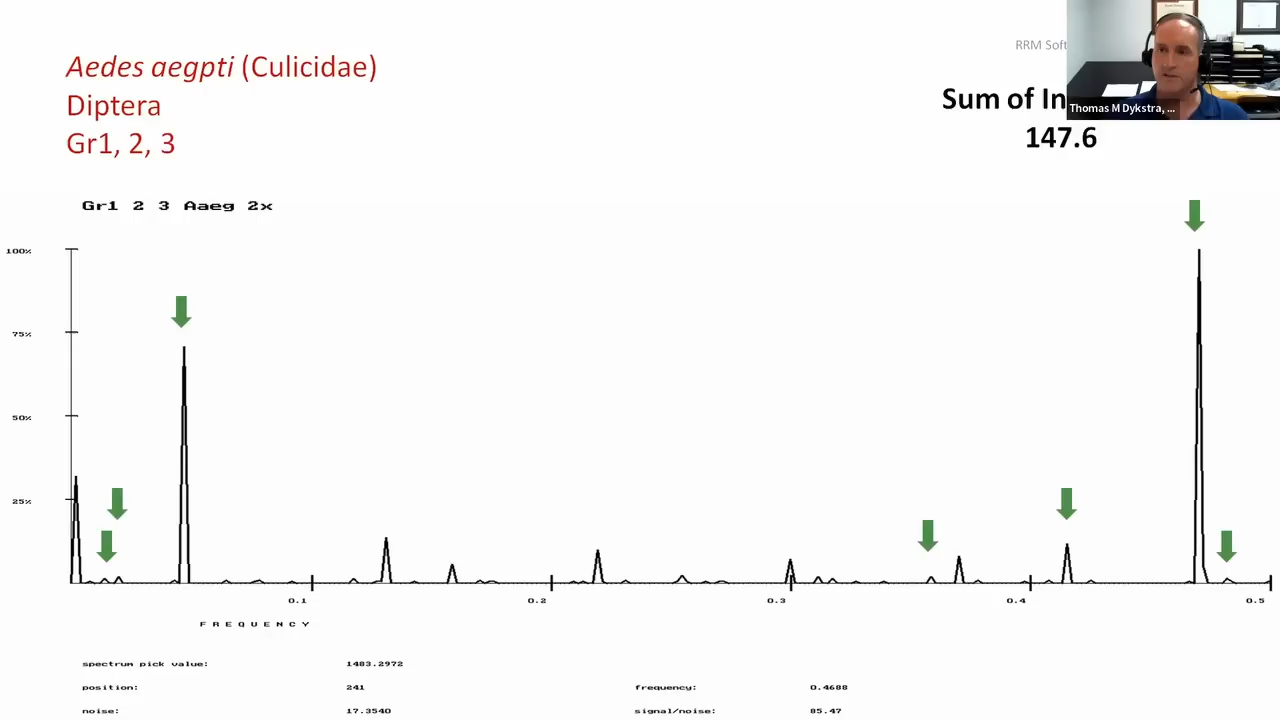 Aedes aegpti (Culicidae)
Diptera
Gr1, 2, 3
RRM Soft
Sum of In
147.6
Thomas M Dykstra, ...
Gr1 2 3 Aaeg 2x
100%
75%
50%
25%
0.1 0.2 0.3 0.4 0.5
FREQUENCY
spectrum pick value: 1483.2972
position: 241 frequency: 0.4688
noise: 17.3540 signal/noise: 85.47